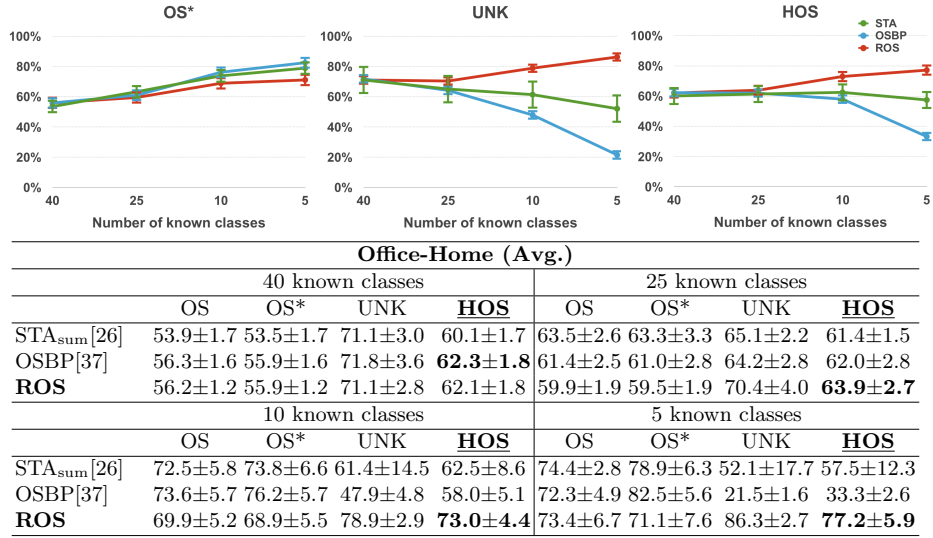 OS*
UNK
HOS
STA
OSBP
ROS
100%
80%
60%
40%
20%
0%
40 25 10 5
Number of known classes
100%
80%
60%
40%
20%
0%
40 25 10 5
Number of known classes
100%
80%
60%
40%
20%
0%
40 25 10 5
Number of known classes
Office-Home (Avg.)
40 known classes 25 known classes
OS OS* UNK HOS OS OS* UNK HOS
STAsum[26] 53.9±1.7 53.5±1.7 71.1±3.0 60.1±1.7 63.5±2.6 63.3±3.3 65.1±2.2 61.4±1.5
OSBP[37] 56.3±1.6 55.9±1.6 71.8±3.6 62.3±1.8 61.4±2.5 61.0±2.8 64.2±2.8 62.0±2.8
ROS 56.2±1.2 55.9±1.2 71.1±2.8 62.1±1.8 59.9±1.9 59.5±1.9 70.4±4.0 63.9±2.7
10 known classes 5 known classes
OS OS* UNK HOS OS OS* UNK HOS
STAsum[26] 72.5±5.8 73.8±6.6 61.4±14.5 62.5±8.6 74.4±2.8 78.9±6.3 52.1±17.7 57.5±12.3
OSBP[37] 73.6±5.7 76.2±5.7 47.9±4.8 58.0±5.1 72.3±4.9 82.5±5.6 21.5±1.6 33.3±2.6
ROS 69.9±5.2 68.9±5.5 78.9±2.9 73.0±4.4 73.4±6.7 71.1±7.6 86.3±2.7 77.2±5.9